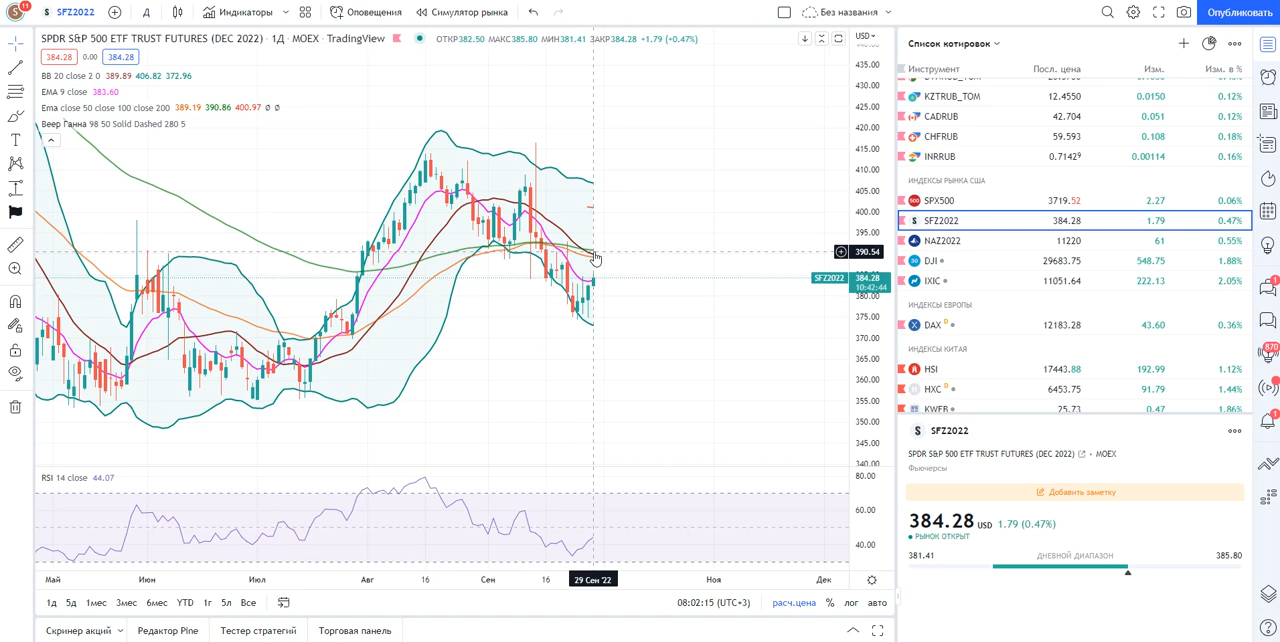 11 SFZ2022 Д Индикаторы Оповещения Симулятор рынка Без названия Опубликовать
SPDR S&P 500 ETF TRUST FUTURES (DEC 2022) · 1Д · MOEX · TradingView ОТКР382.50 МАКС385.80 МИН381.41 ЗАКР384.28 +1.79 (+0.47%)
384.28 0.00 384.28
BB 20 close 2 0 389.89 406.82 372.96
EMA 9 close 383.60
Ema close 50 close 100 close 200 389.19 390.86 400.97 ∅ ∅
Веер Ганна 98 50 Solid Dashed 280 5
USD
435.00
430.00
425.00
420.00
415.00
410.00
405.00
400.00
395.00
390.54
SFZ2022 384.28
10:42:44
380.00
375.00
370.00
365.00
360.00
355.00
350.00
345.00
340.00
RSI 14 close 44.07
80.00
60.00
40.00
Май Июн Июл Авг 16 Сен 16 29 Сен '22 Ноя Дек
1д 5д 1мес 3мес 6мес YTD 1г 5л Все 08:02:15 (UTC+3) расч.цена % лог авто
Скринер акций Редактор Pine Тестер стратегий Торговая панель
Список котировок
Инструмент Посл. цена Изм. Изм. в %
KZTRUB_TOM 12.4550 0.0150 0.12%
CADRUB 42.704 0.051 0.12%
CHFRUB 59.593 0.108 0.18%
INRRUB 0.7142⁹ 0.00114 0.16%
ИНДЕКСЫ РЫНКА США
SPX500 3719.52 2.27 0.06%
SFZ2022 384.28 1.79 0.47%
NAZ2022 11220 61 0.55%
DJI 29683.75 548.75 1.88%
IXIC 11051.64 222.13 2.05%
ИНДЕКСЫ ЕВРОПЫ
DAX D 12183.28 43.60 0.36%
ИНДЕКСЫ КИТАЯ
HSI 17443.88 192.99 1.12%
HXC D 6453.75 91.79 1.44%
KWEB 25.73 0.47 1.86%
SFZ2022
SPDR S&P 500 ETF TRUST FUTURES (DEC 2022) • MOEX
Фьючерсы
Добавить заметку
384.28 USD 1.79 (0.47%)
РЫНОК ОТКРЫТ
381.41 ДНЕВНОЙ ДИАПАЗОН 385.80
1
870
1